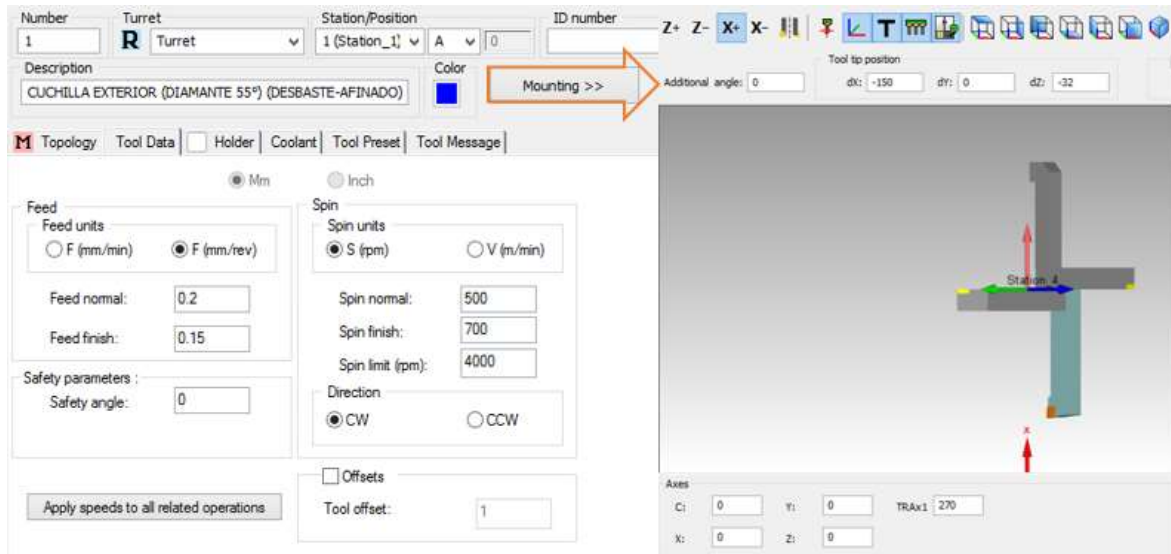 Number Turret Station/Position ID number
1 R Turret 1 (Station_1) A 0
Z+ Z- X+ X-
Description Color
CUCHILLA EXTERIOR (DIAMANTE 55°) (DESBASTE-AFINADO)
Mounting >>
Tool tip position
Additional angle: 0 dX: -150 dY: 0 dZ: -32
M Topology Tool Data Holder Coolant Tool Preset Tool Message
Mm Inch
Feed
Feed units
F (mm/min) F (mm/rev)
Feed normal: 0.2
Feed finish: 0.15
Safety parameters :
Safety angle: 0
Apply speeds to all related operations
Spin
Spin units
S (rpm) V (m/min)
Spin normal: 500
Spin finish: 700
Spin limit (rpm): 4000
Direction
CW CCW
Offsets
Tool offset: 1
Station 4
x
Axes
C: 0 Y: 0 TRAx1 270
X: 0 Z: 0